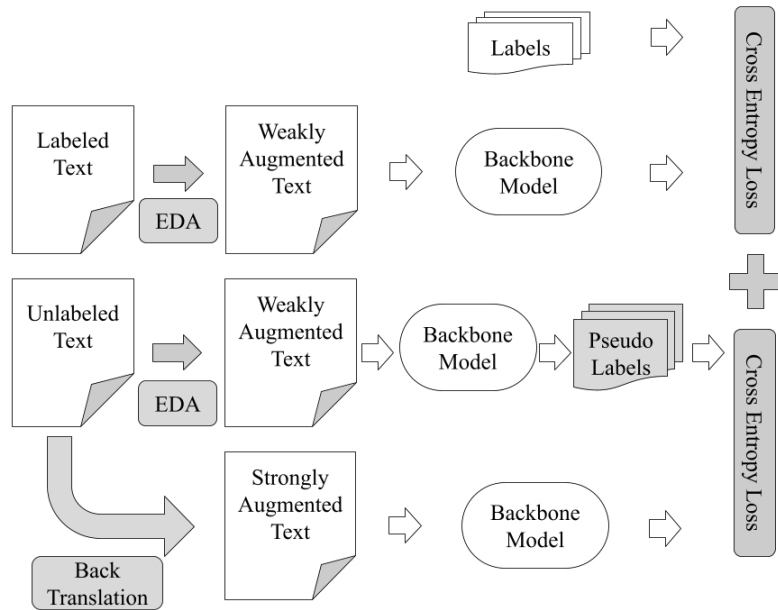 Labels
Cross Entropy Loss
Labeled
Text
EDA
Weakly
Augmented
Text
Backbone
Model
Unlabeled
Text
EDA
Weakly
Augmented
Text
Backbone
Model
Pseudo
Labels
Cross Entropy Loss
Back
Translation
Strongly
Augmented
Text
Backbone
Model